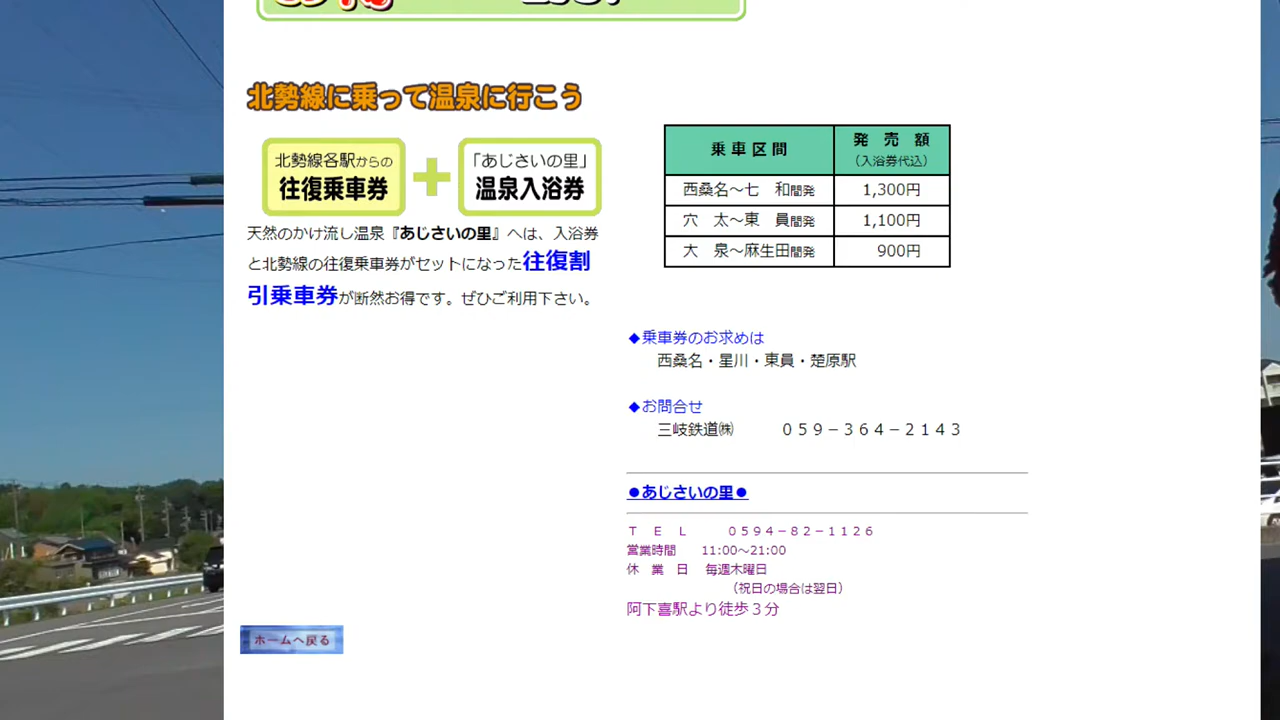 北勢線に乗って温泉に行こう
北勢線各駅からの
往復乗車券
「あじさいの里」
温泉入浴券
天然のかけ流し温泉『あじさいの里』へは、入浴券
と北勢線の往復乗車券がセットになった往復割
引乗車券が断然お得です。ぜひご利用下さい。
乗車区間 発 売 額
(入浴券代込)
西桑名～七 和間発 1,300円
穴 太～東 員間発 1,100円
大 泉～麻生田間発 900円
◆乗車券のお求めは
西桑名・星川・東員・楚原駅
◆お問合せ
三岐鉄道㈱ ０５９－３６４－２１４３
●あじさいの里●
Ｔ Ｅ Ｌ ０５９４－８２－１１２６
営業時間 11:00～21:00
休 業 日 毎週木曜日
（祝日の場合は翌日）
阿下喜駅より徒歩３分
ホームへ戻る